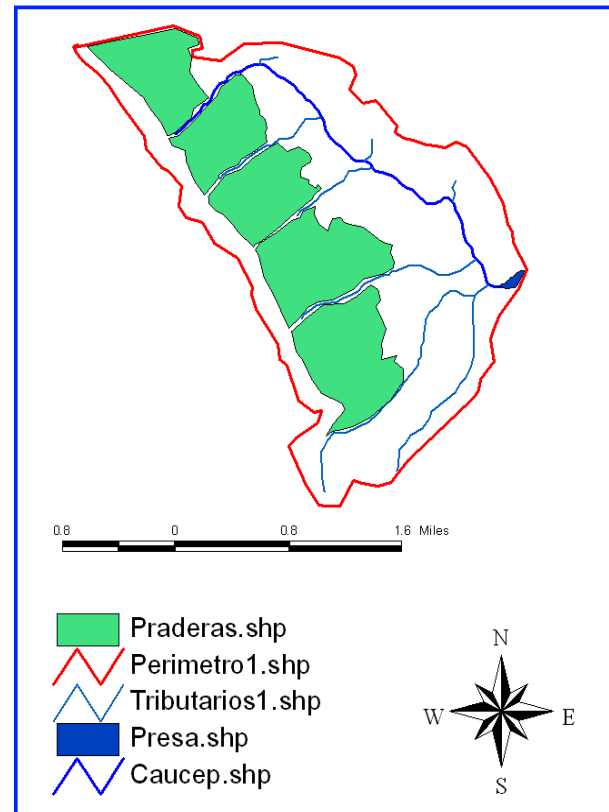 0.8 0 0.8 1.6 Miles
Praderas.shp
Perimetro1.shp
Tributarios1.shp
Presa.shp
Caucep.shp
N
W E
S